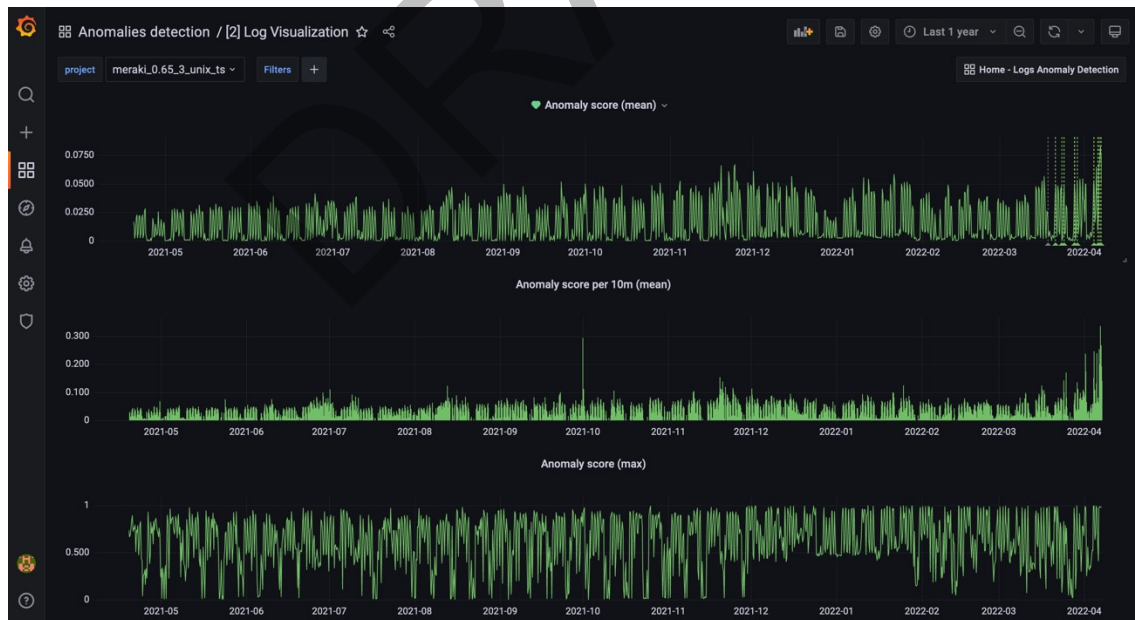 Anomalies detection / [2] Log Visualization
Last 1 year
project meraki_0.65_3_unix_ts Filters +
Home - Logs Anomaly Detection
Anomaly score (mean)
0.0750
0.0500
0.0250
0
2021-05 2021-06 2021-07 2021-08 2021-09 2021-10 2021-11 2021-12 2022-01 2022-02 2022-03 2022-04
Anomaly score per 10m (mean)
0.300
0.200
0.100
0
2021-05 2021-06 2021-07 2021-08 2021-09 2021-10 2021-11 2021-12 2022-01 2022-02 2022-03 2022-04
Anomaly score (max)
1
0.500
0
2021-05 2021-06 2021-07 2021-08 2021-09 2021-10 2021-11 2021-12 2022-01 2022-02 2022-03 2022-04